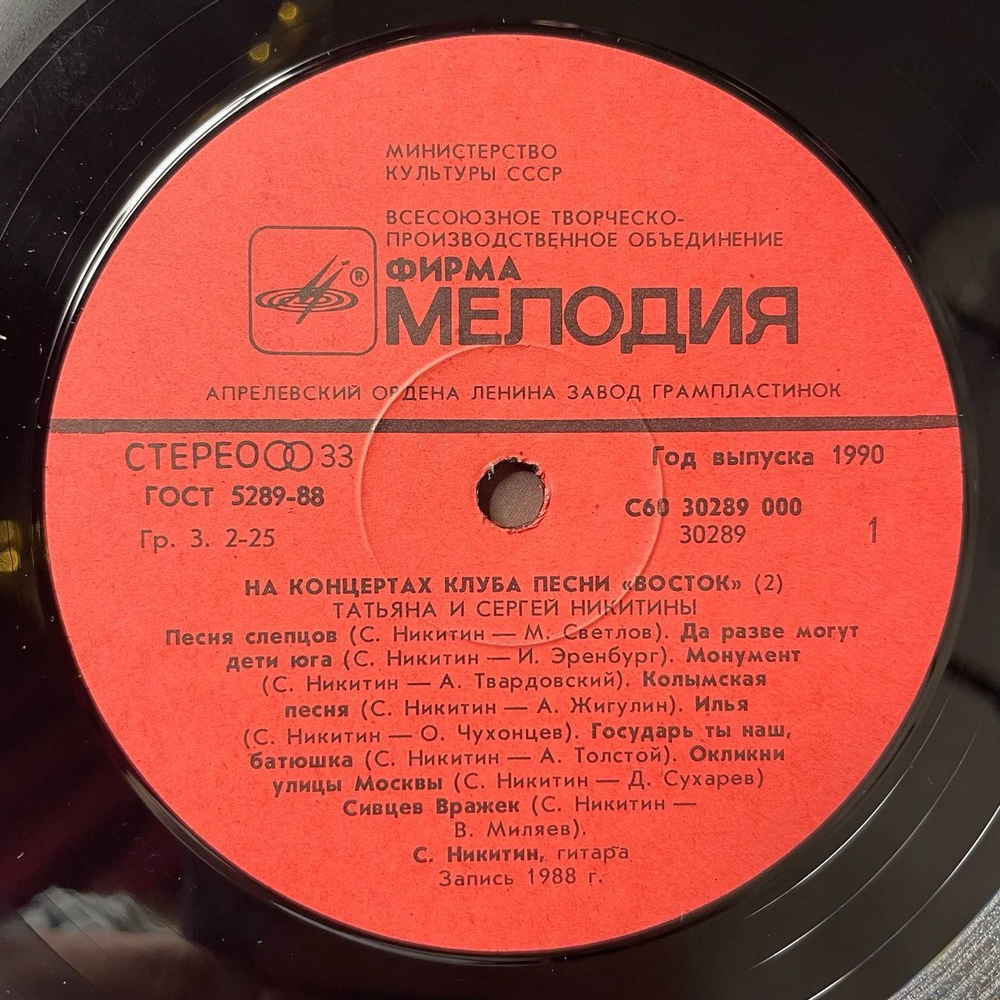 МИНИСТЕРСТВО
КУЛЬТУРЫ СССР
ВСЕСОЮЗНОЕ ТВОРЧЕСКО-
ПРОИЗВОДСТВЕННОЕ ОБЪЕДИНЕНИЕ
ФИРМА
®
МЕЛОДИЯ
АПРЕЛЕВСКИЙ ОРДЕНА ЛЕНИНА ЗАВОД ГРАМПЛАСТИНОК
СТЕРЕО 33
Год выпуска 1990
ГОСТ 5289-88
С60 30289 000
Гр. 3. 2-25
30289
1
НА КОНЦЕРТАХ КЛУБА ПЕСНИ «ВОСТОК» (2)
ТАТЬЯНА И СЕРГЕЙ НИКИТИНЫ
Песня слепцов (С. Никитин — М. Светлов). Да разве могут
дети юга (С. Никитин — И. Эренбург). Монумент
(С. Никитин — А. Твардовский). Колымская
песня (С. Никитин — А. Жигулин). Илья
(С. Никитин — О. Чухонцев). Государь ты наш,
батюшка (С. Никитин — А. Толстой). Окликни
улицы Москвы (С. Никитин — Д. Сухарев)
Сивцев Вражек (С. Никитин —
В. Миляев).
С. Никитин, гитара
Запись 1988 г.